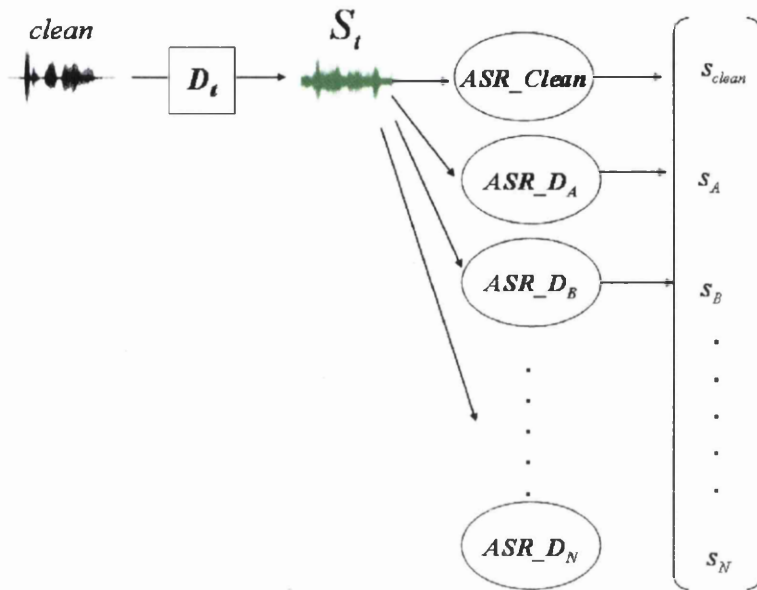 clean
D_t
S_t
ASR_Clean
s_clean
ASR_D_A
s_A
ASR_D_B
s_B
ASR_D_N
s_N